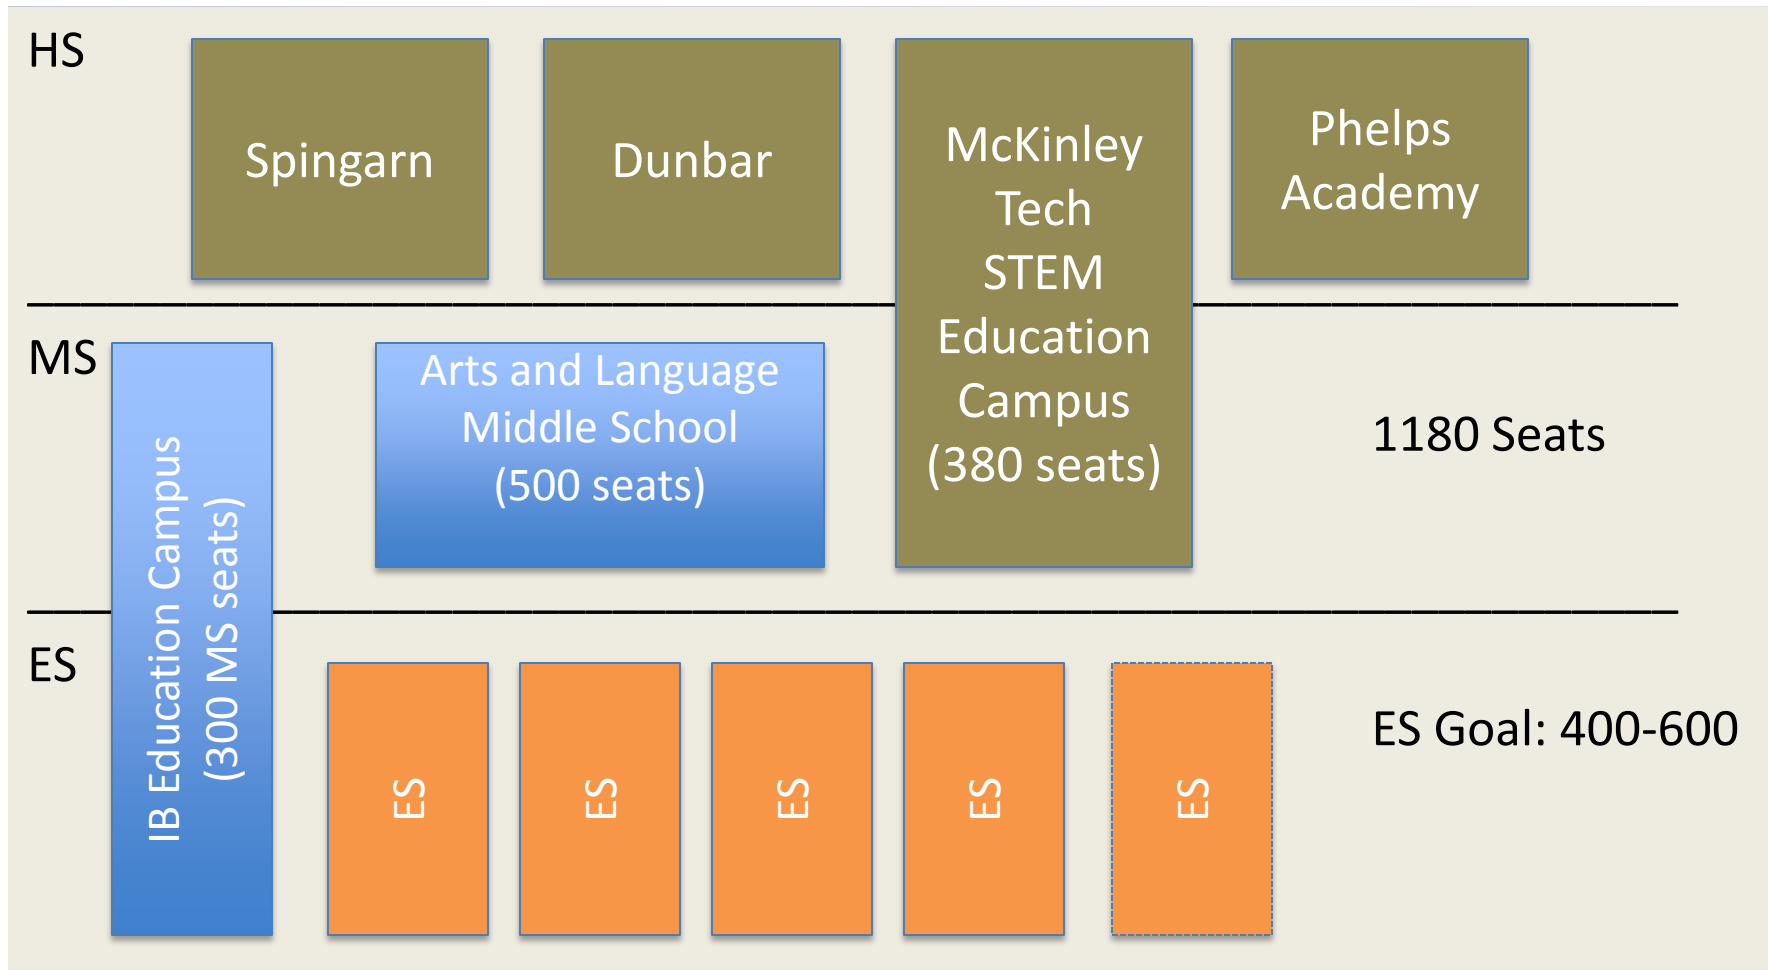 HS
Spingarn
Dunbar
McKinley
Tech
STEM
Education
Campus
(380 seats)
Phelps
Academy
MS
IB Education Campus
(300 MS seats)
Arts and Language
Middle School
(500 seats)
1180 Seats
ES
ES
ES
ES
ES
ES
ES Goal: 400-600